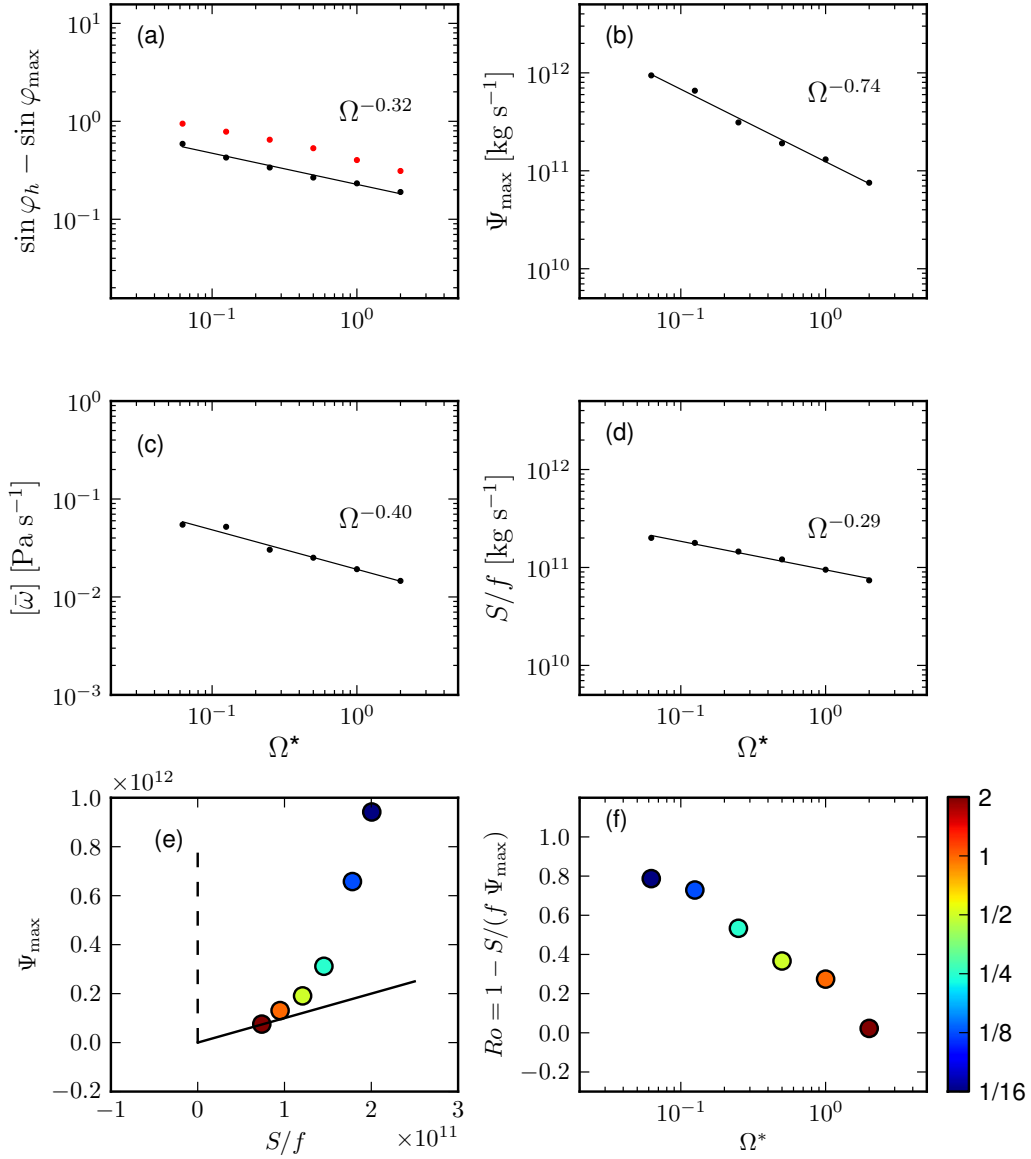 (a)
sin φ_h − sin φ_max
10^1
10^0
10^−1
Ω^−0.32
10^−1
10^0
(b)
Ψ_max [kg s^−1]
10^12
10^11
10^10
Ω^−0.74
10^−1
10^0
(c)
[ω̄] [Pa s^−1]
10^0
10^−1
10^−2
10^−3
Ω^−0.40
10^−1
10^0
Ω*
(d)
S/f [kg s^−1]
10^12
10^11
10^10
Ω^−0.29
10^−1
10^0
Ω*
×10^12
(e)
Ψ_max
1.0
0.8
0.6
0.4
0.2
0.0
−0.2
−1
0
1
2
3
S/f
×10^11
(f)
Ro = 1 − S/(f Ψ_max)
1.0
0.8
0.6
0.4
0.2
0.0
−0.2
10^−1
10^0
Ω*
2
1
1/2
1/4
1/8
1/16